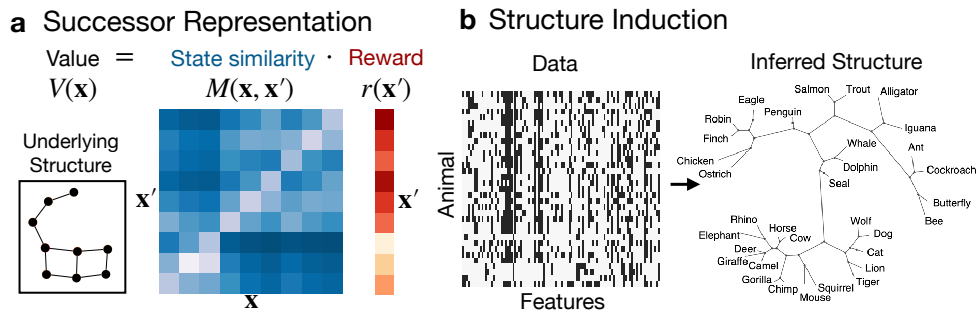 a Successor Representation
Value = State similarity · Reward
V(x) M(x, x′) r(x′)
Underlying
Structure
x′
x′
x
b Structure Induction
Data
Inferred Structure
Animal
Features
Salmon
Trout
Alligator
Eagle
Penguin
Robin
Finch
Iguana
Chicken
Ostrich
Whale
Dolphin
Seal
Ant
Cockroach
Butterfly
Bee
Rhino
Elephant
Deer
Giraffe
Camel
Horse
Cow
Gorilla
Chimp
Mouse
Squirrel
Wolf
Dog
Cat
Lion
Tiger